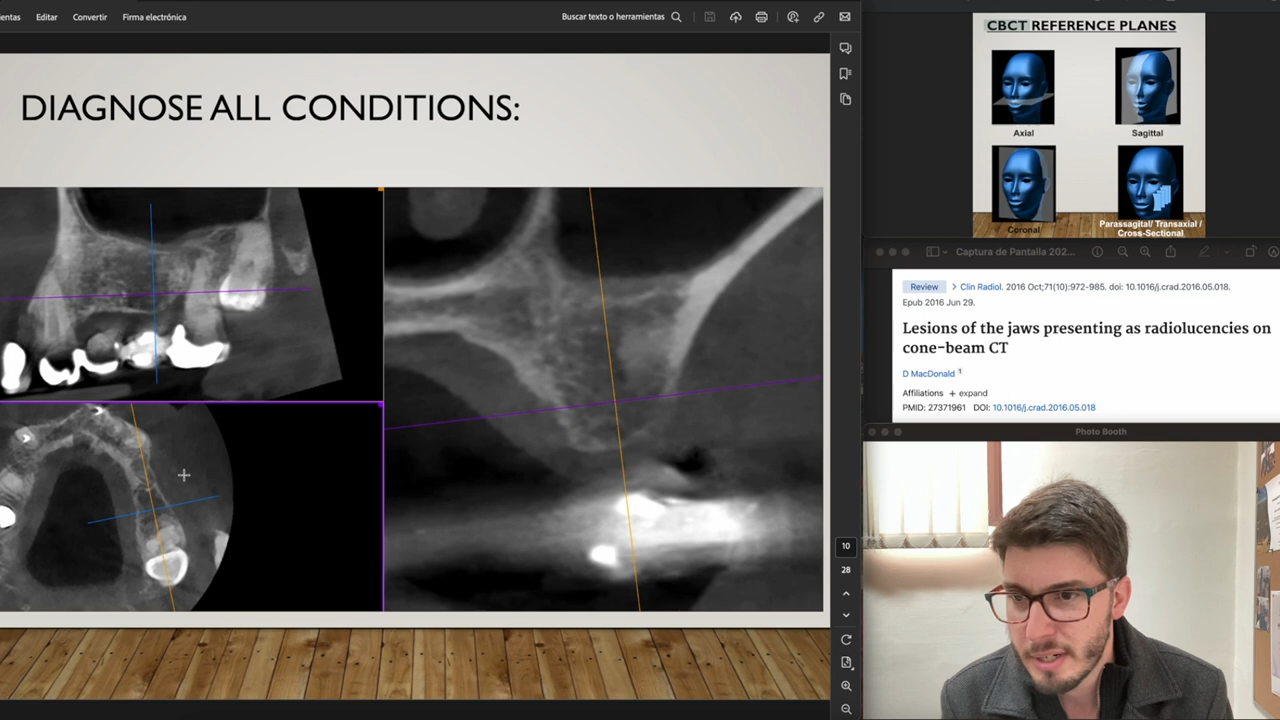 entas Editar Convertir Firma electrónica Buscar texto o herramientas
DIAGNOSE ALL CONDITIONS:
10
28
CBCT REFERENCE PLANES
Axial
Sagittal
Coronal
Parassagital/ Transaxial /
Cross-Sectional
Captura de Pantalla 202...
Review > Clin Radiol. 2016 Oct;71(10):972-985. doi: 10.1016/j.crad.2016.05.018.
Epub 2016 Jun 29.
Lesions of the jaws presenting as radiolucencies on
cone-beam CT
D MacDonald 1
Affiliations + expand
PMID: 27371961 DOI: 10.1016/j.crad.2016.05.018
Photo Booth